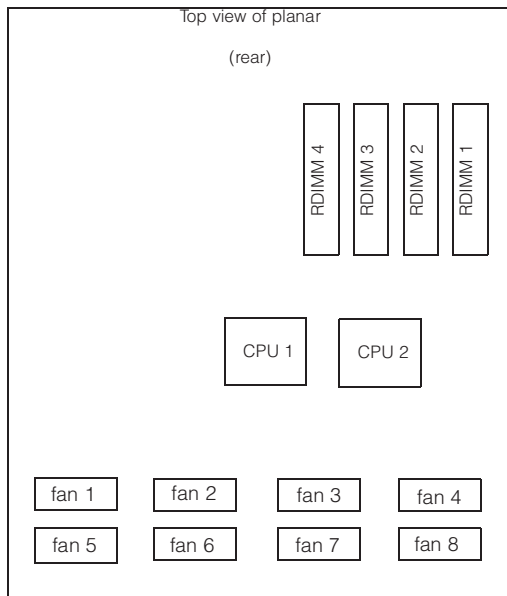 Top view of planar
(rear)
RDIMM 4
RDIMM 3
RDIMM 2
RDIMM 1
CPU 1
CPU 2
fan 1
fan 2
fan 3
fan 4
fan 5
fan 6
fan 7
fan 8